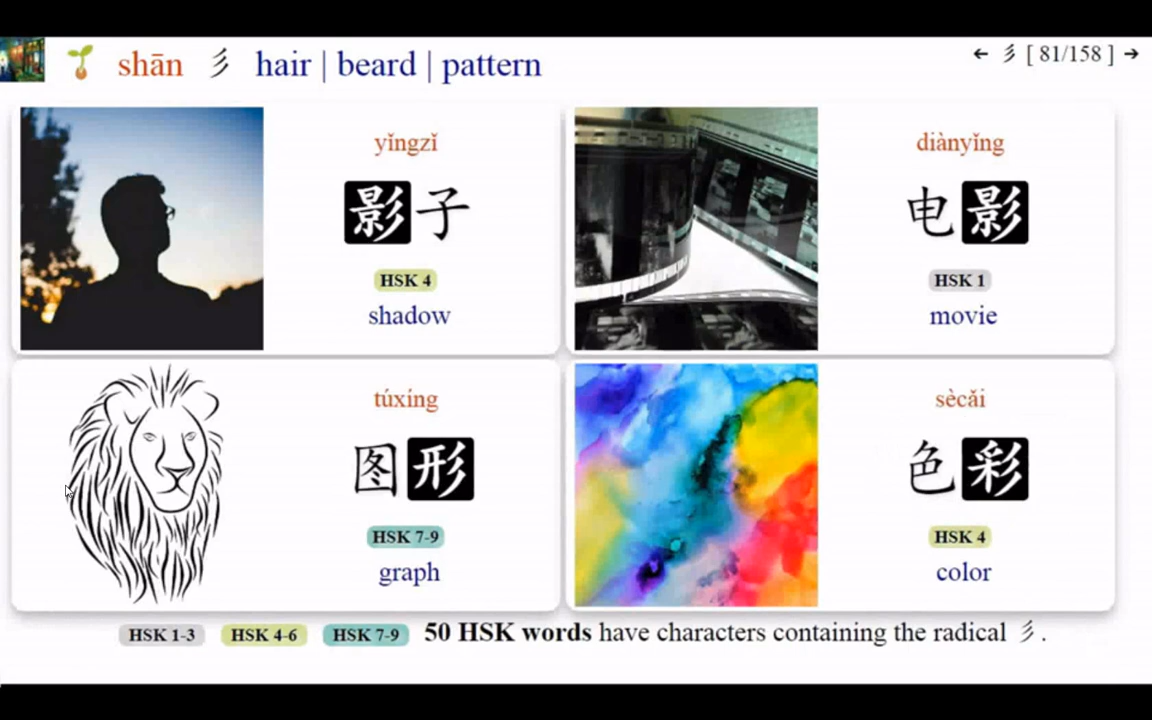 shān 彡 hair | beard | pattern
← 彡 [ 81/158 ] →
yǐngzǐ
影子
HSK 4
shadow
diànyǐng
电影
HSK 1
movie
túxíng
图形
HSK 7-9
graph
sècǎi
色彩
HSK 4
color
HSK 1-3 HSK 4-6 HSK 7-9 50 HSK words have characters containing the radical 彡.